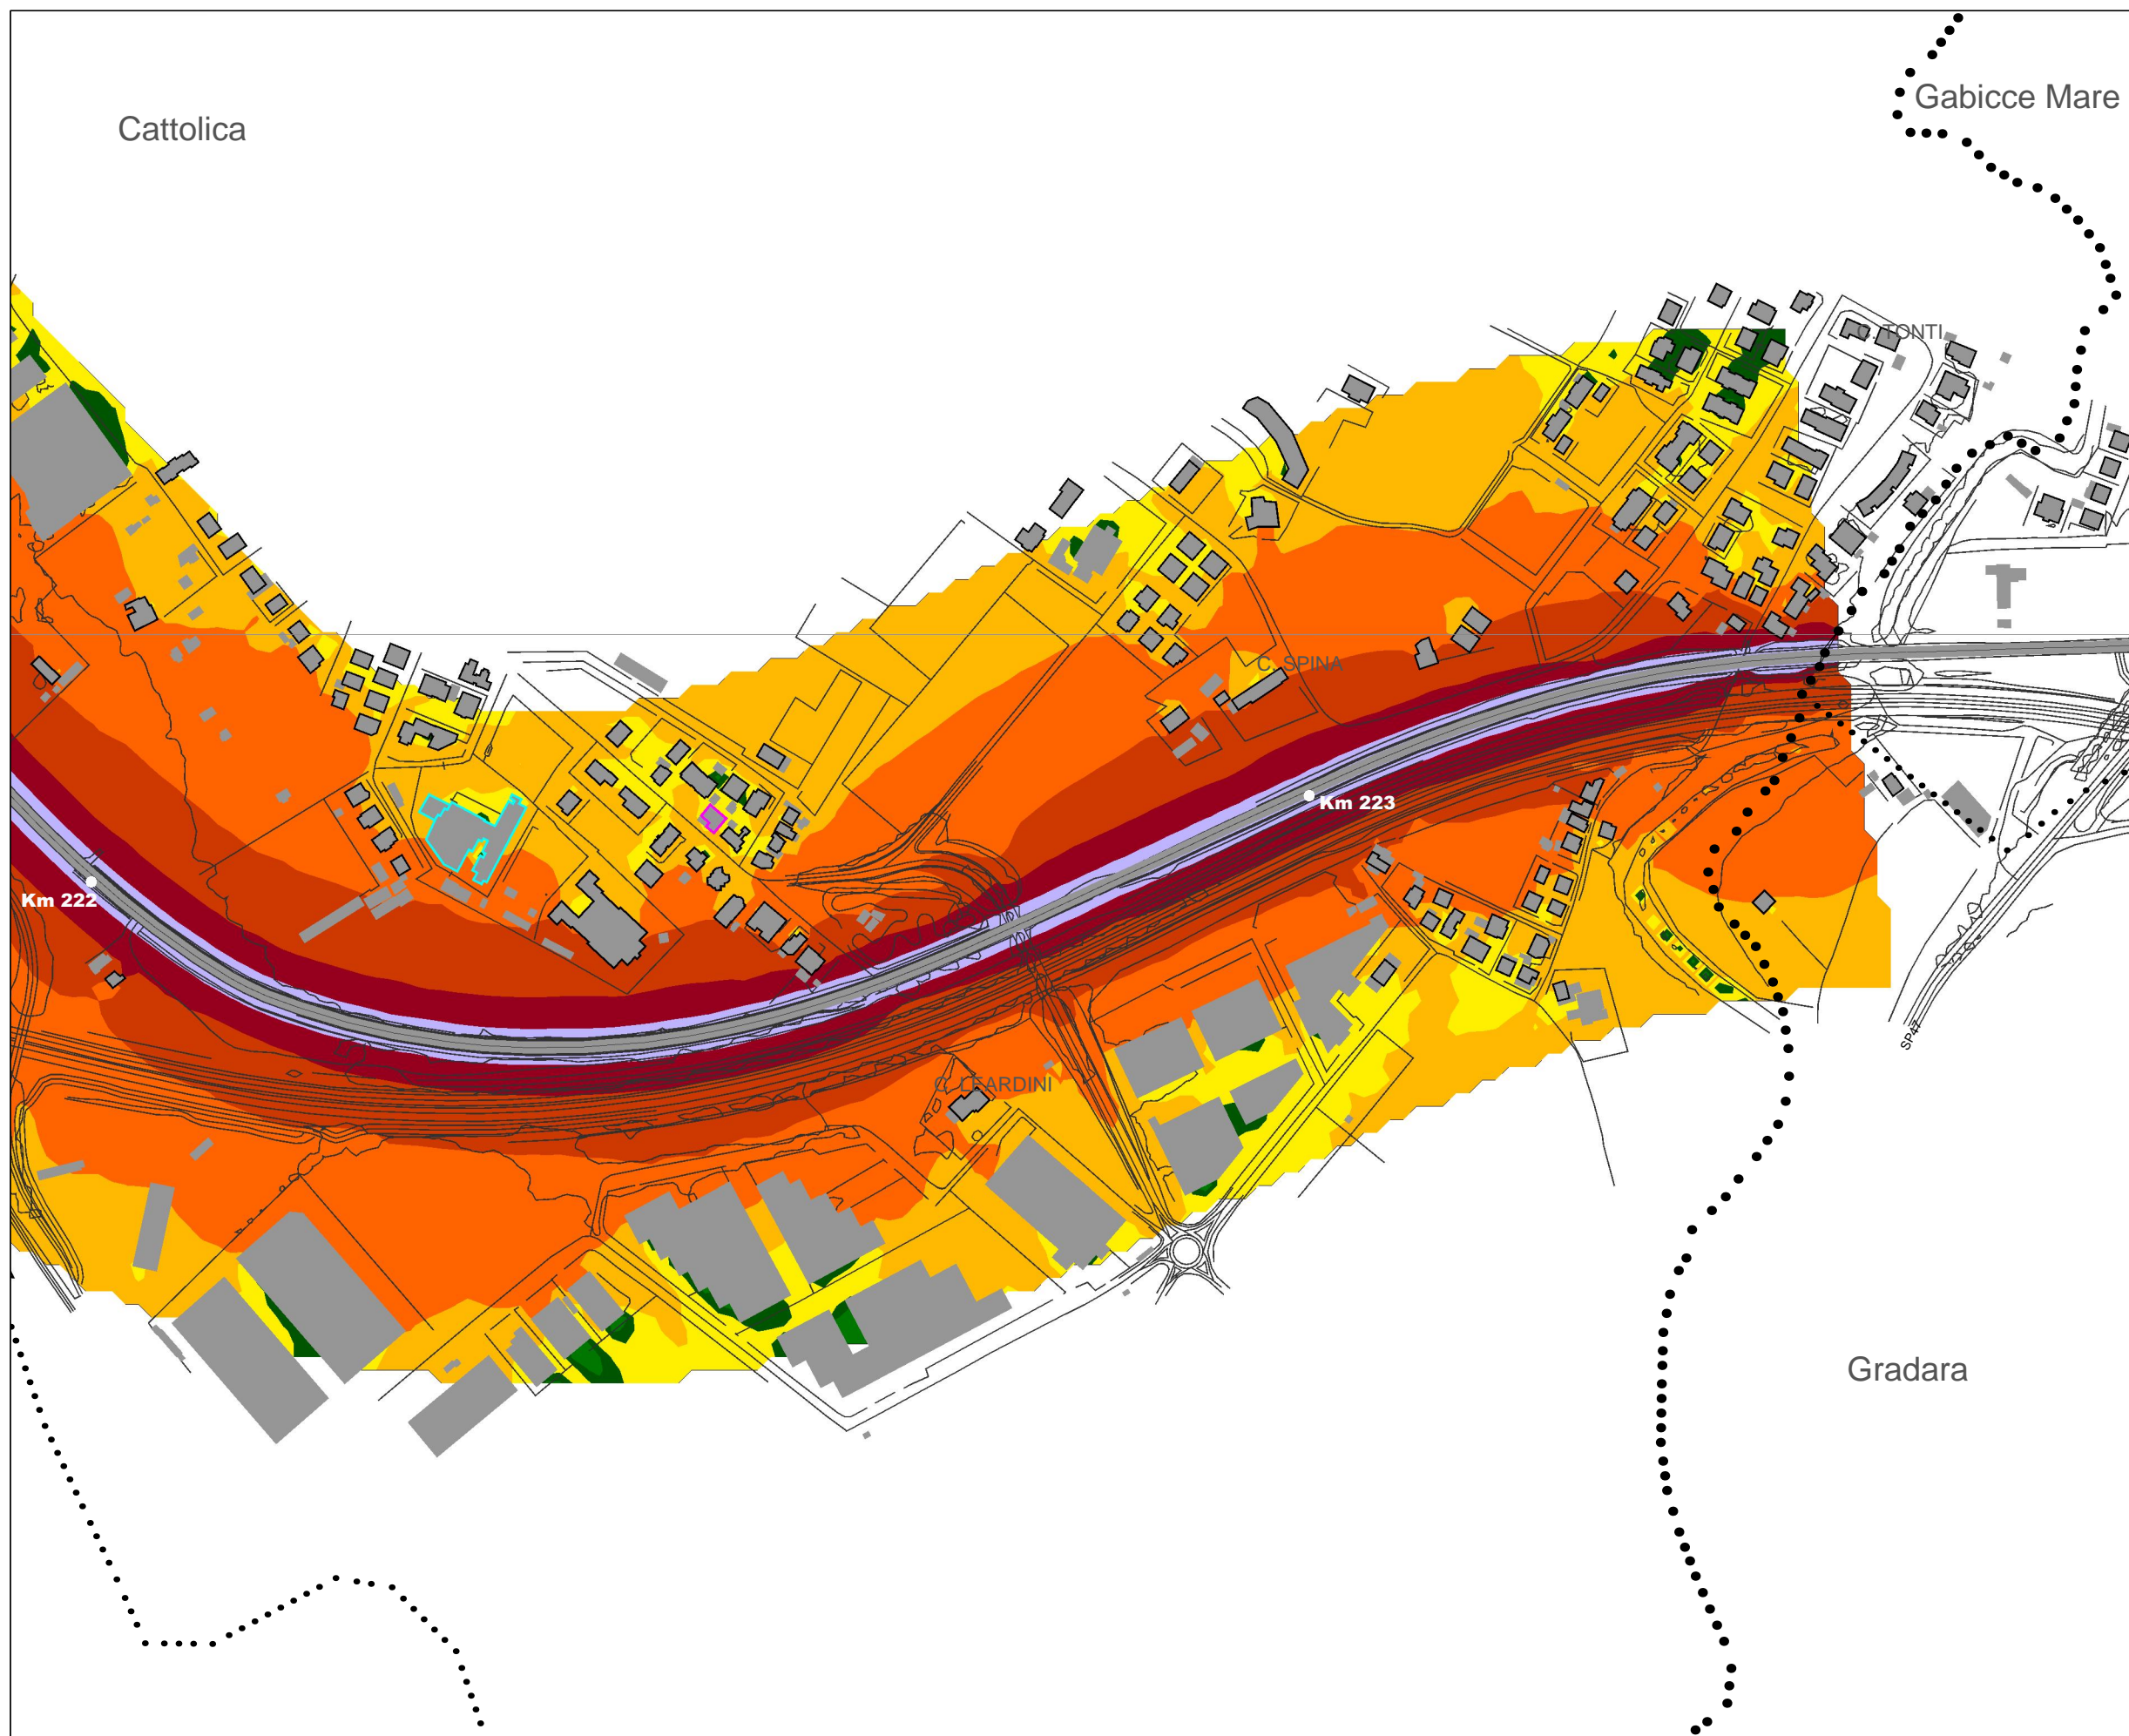 Gabicce Mare
Cattolica
C. TONTI
C. SPINA
Km 223
Km 222
SP47
C. LEARDINI
Gradara